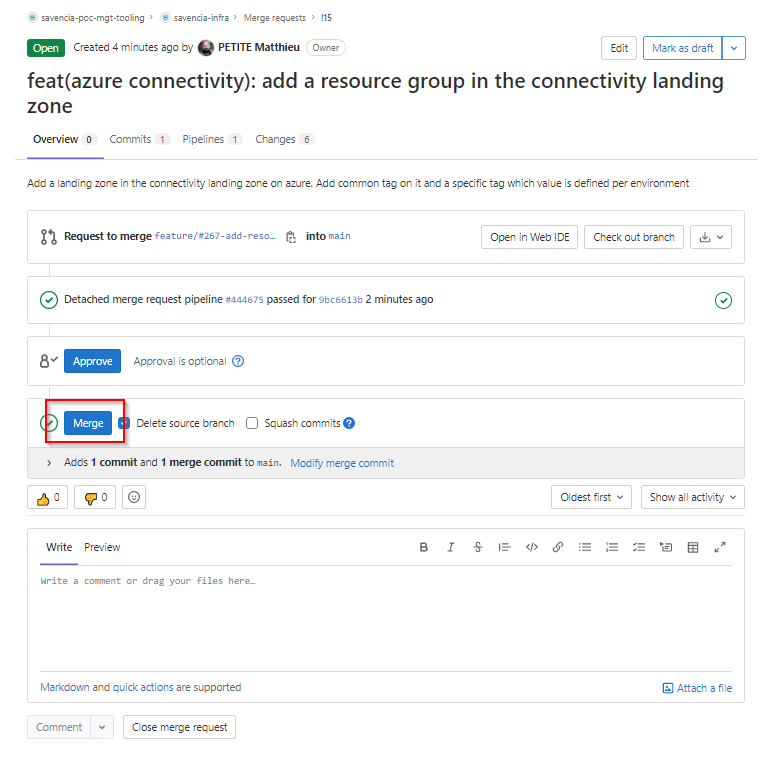 savencia-poc-mgt-tooling > savencia-infra > Merge requests > !15
Open Created 4 minutes ago by PETITE Matthieu Owner Edit Mark as draft
feat(azure connectivity): add a resource group in the connectivity landing
zone
Overview 0 Commits 1 Pipelines 1 Changes 6
Add a landing zone in the connectivity landing zone on azure. Add common tag on it and a specific tag which value is defined per environment
Request to merge feature/#267-add-reso… into main Open in Web IDE Check out branch
Detached merge request pipeline #444675 passed for 9bc6613b 2 minutes ago
Approve Approval is optional ?
Merge Delete source branch Squash commits ?
> Adds 1 commit and 1 merge commit to main. Modify merge commit
0 0 Oldest first Show all activity
Write Preview B I S
Write a comment or drag your files here…
Markdown and quick actions are supported Attach a file
Comment Close merge request